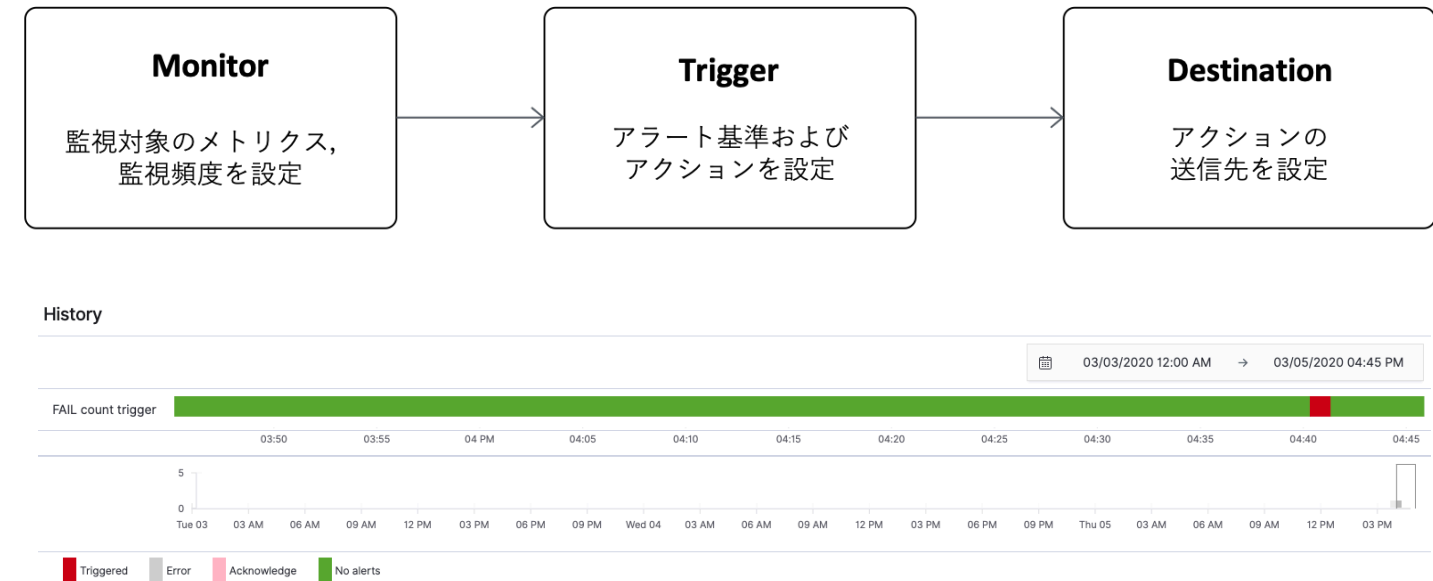 Monitor
監視対象のメトリクス,
監視頻度を設定
Trigger
アラート基準および
アクションを設定
Destination
アクションの
送信先を設定
History
03/03/2020 12:00 AM → 03/05/2020 04:45 PM
FAIL count trigger
03:50 03:55 04 PM 04:05 04:10 04:15 04:20 04:25 04:30 04:35 04:40 04:45
5
0
Tue 03 03 AM 06 AM 09 AM 12 PM 03 PM 06 PM 09 PM Wed 04 03 AM 06 AM 09 AM 12 PM 03 PM 06 PM 09 PM Thu 05 03 AM 06 AM 09 AM 12 PM 03 PM
Triggered Error Acknowledge No alerts